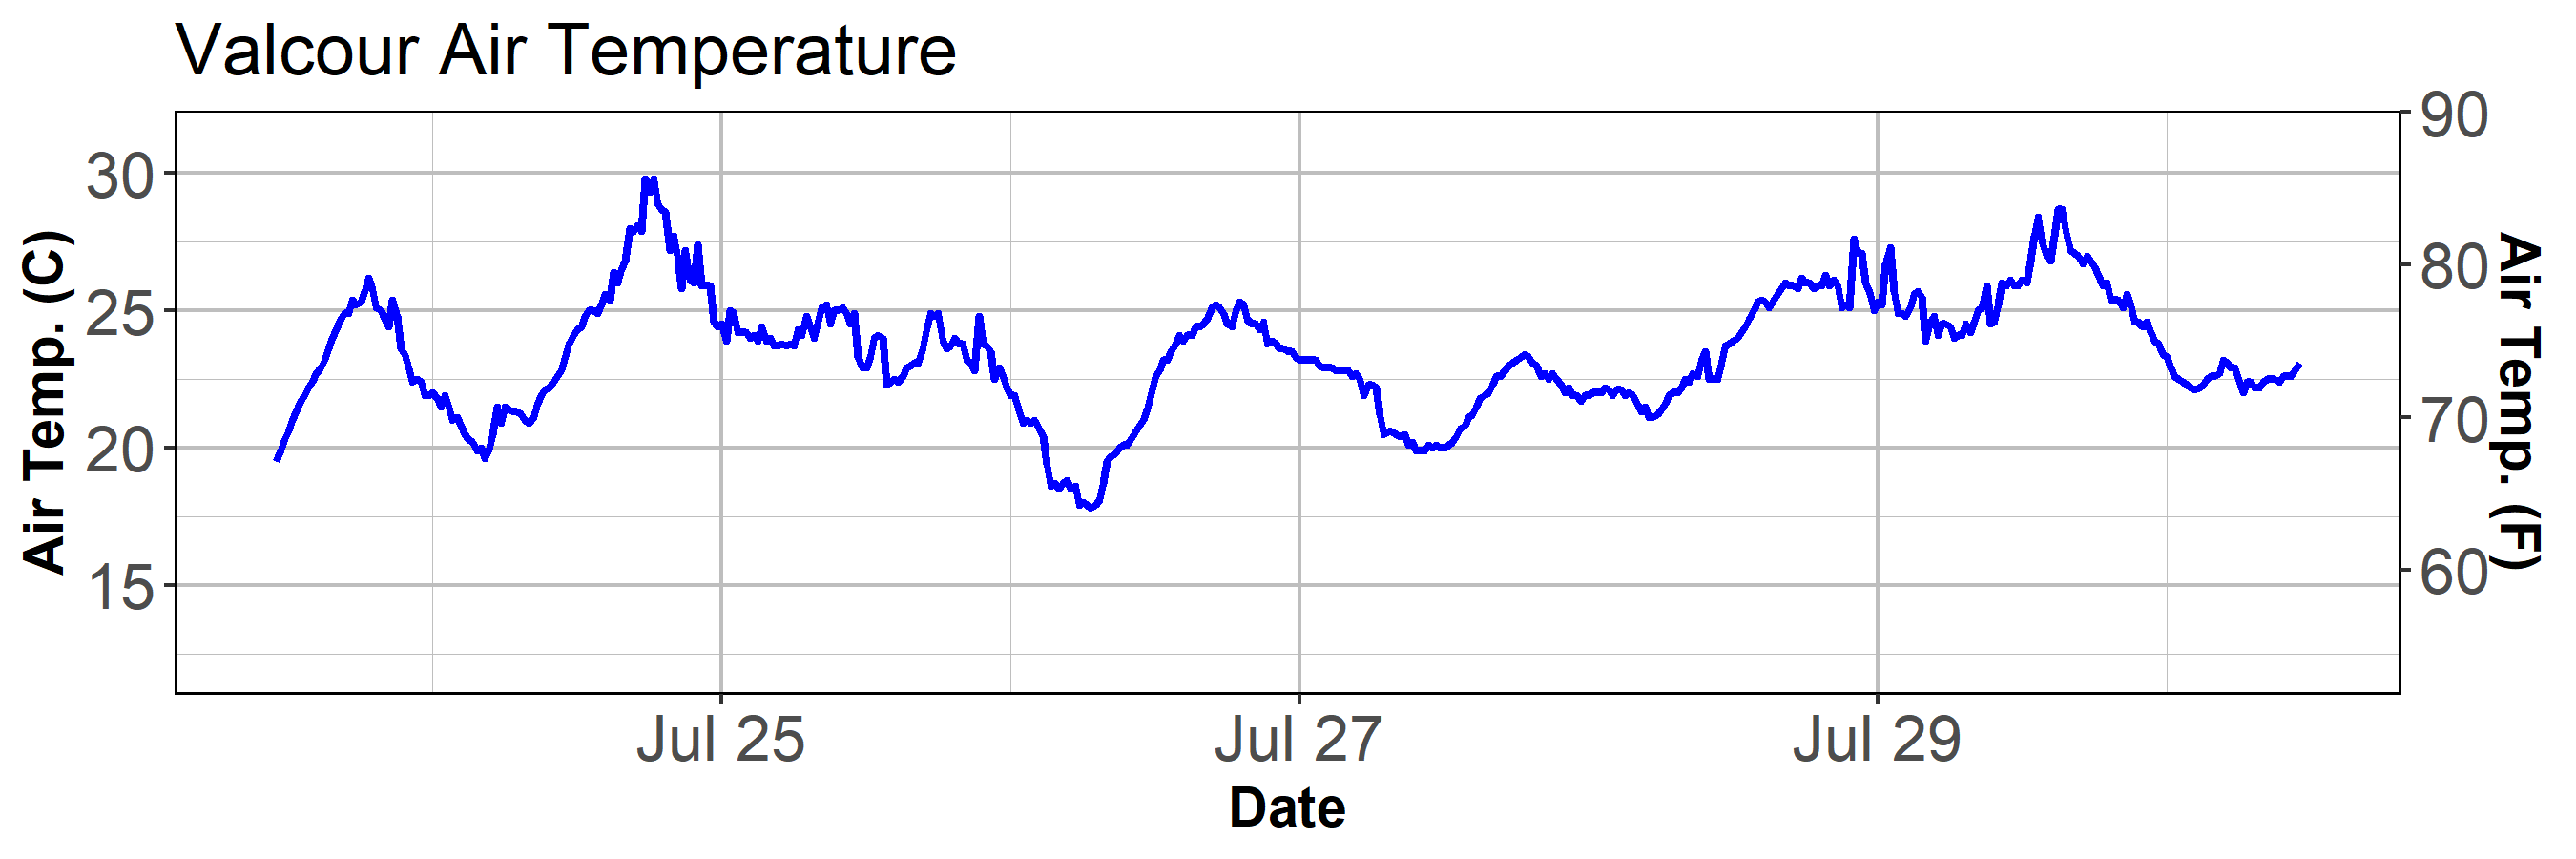 Valcour Air Temperature
Air Temp. (C)
30
25
20
15
90
80
70
60
Air Temp. (F)
Jul 25
Jul 27
Jul 29
Date